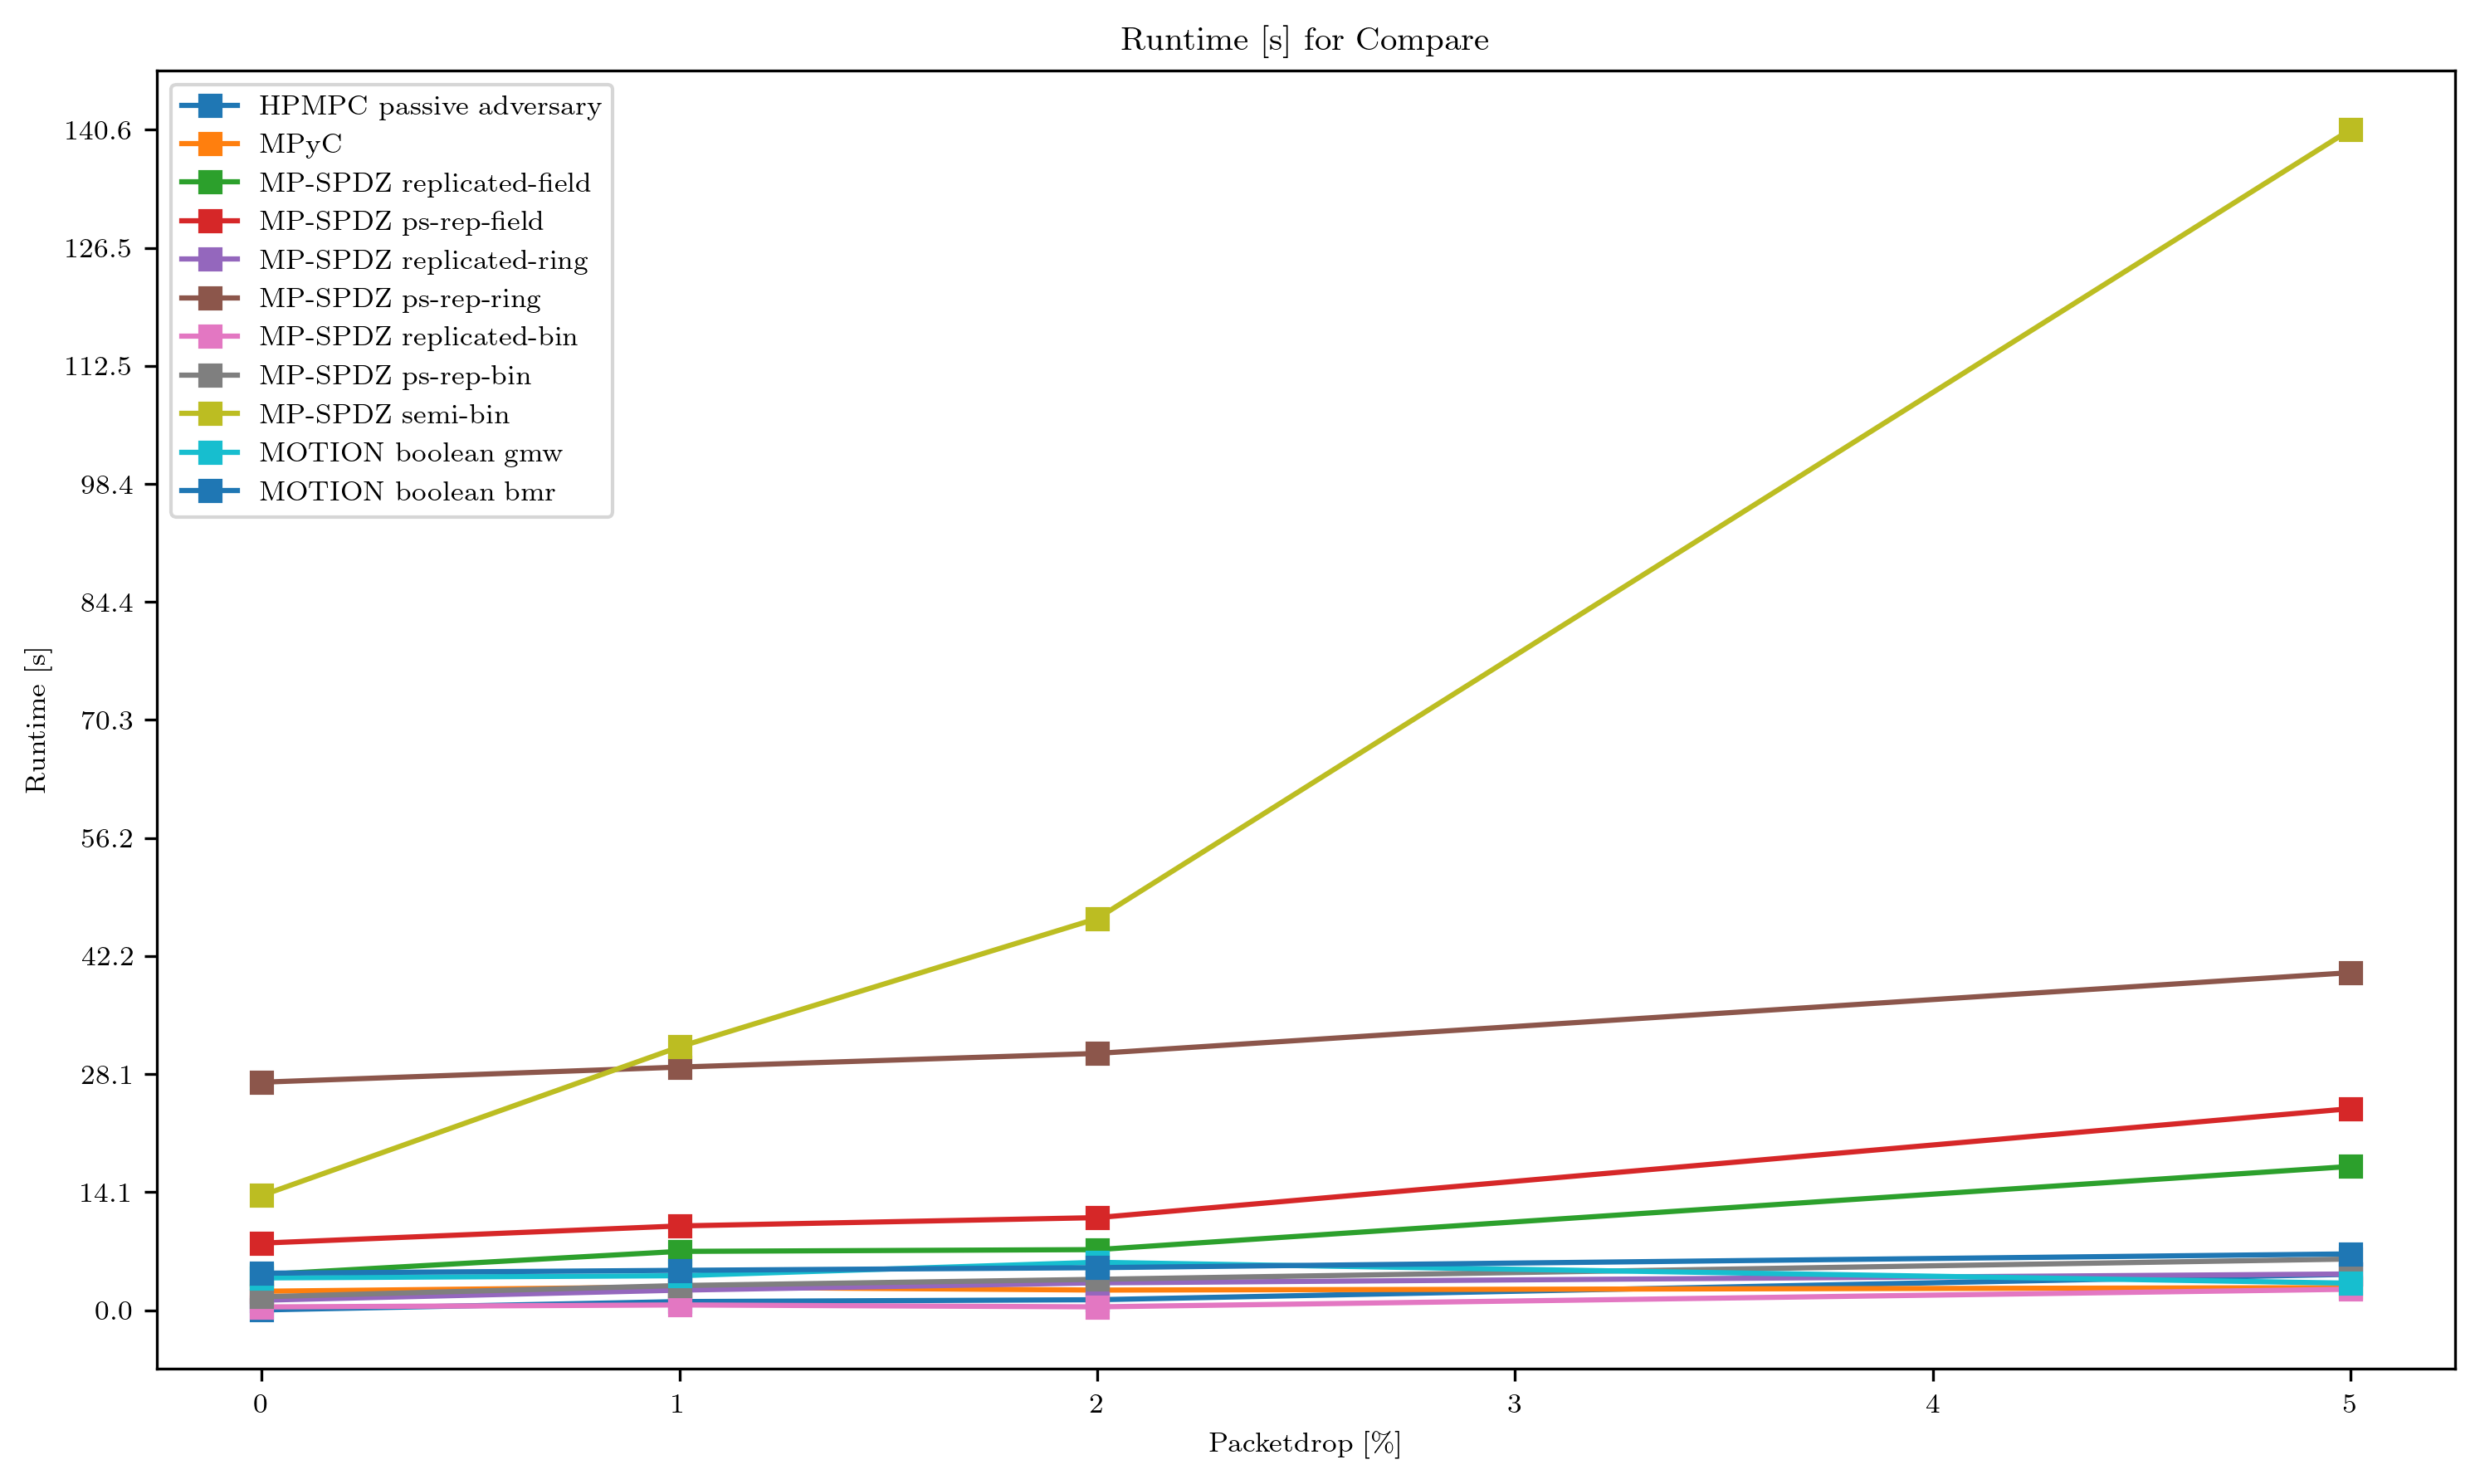 Runtime [s] for Compare
HPMPC passive adversary
MPyC
MP-SPDZ replicated-field
MP-SPDZ ps-rep-field
MP-SPDZ replicated-ring
MP-SPDZ ps-rep-ring
MP-SPDZ replicated-bin
MP-SPDZ ps-rep-bin
MP-SPDZ semi-bin
MOTION boolean gmw
MOTION boolean bmr
140.6
126.5
112.5
98.4
84.4
70.3
56.2
42.2
28.1
14.1
0.0
Runtime [s]
0 1 2 3 4 5
Packetdrop [%]